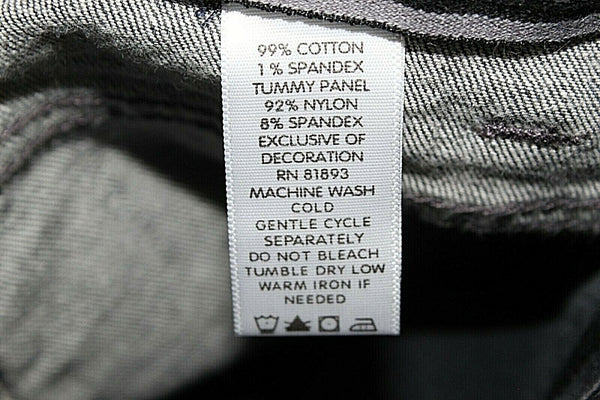 99% COTTON
1% SPANDEX
TUMMY PANEL
92% NYLON
8% SPANDEX
EXCLUSIVE OF
DECORATION
RN 81893
MACHINE WASH
COLD
GENTLE CYCLE
SEPARATELY
DO NOT BLEACH
TUMBLE DRY LOW
WARM IRON IF
NEEDED